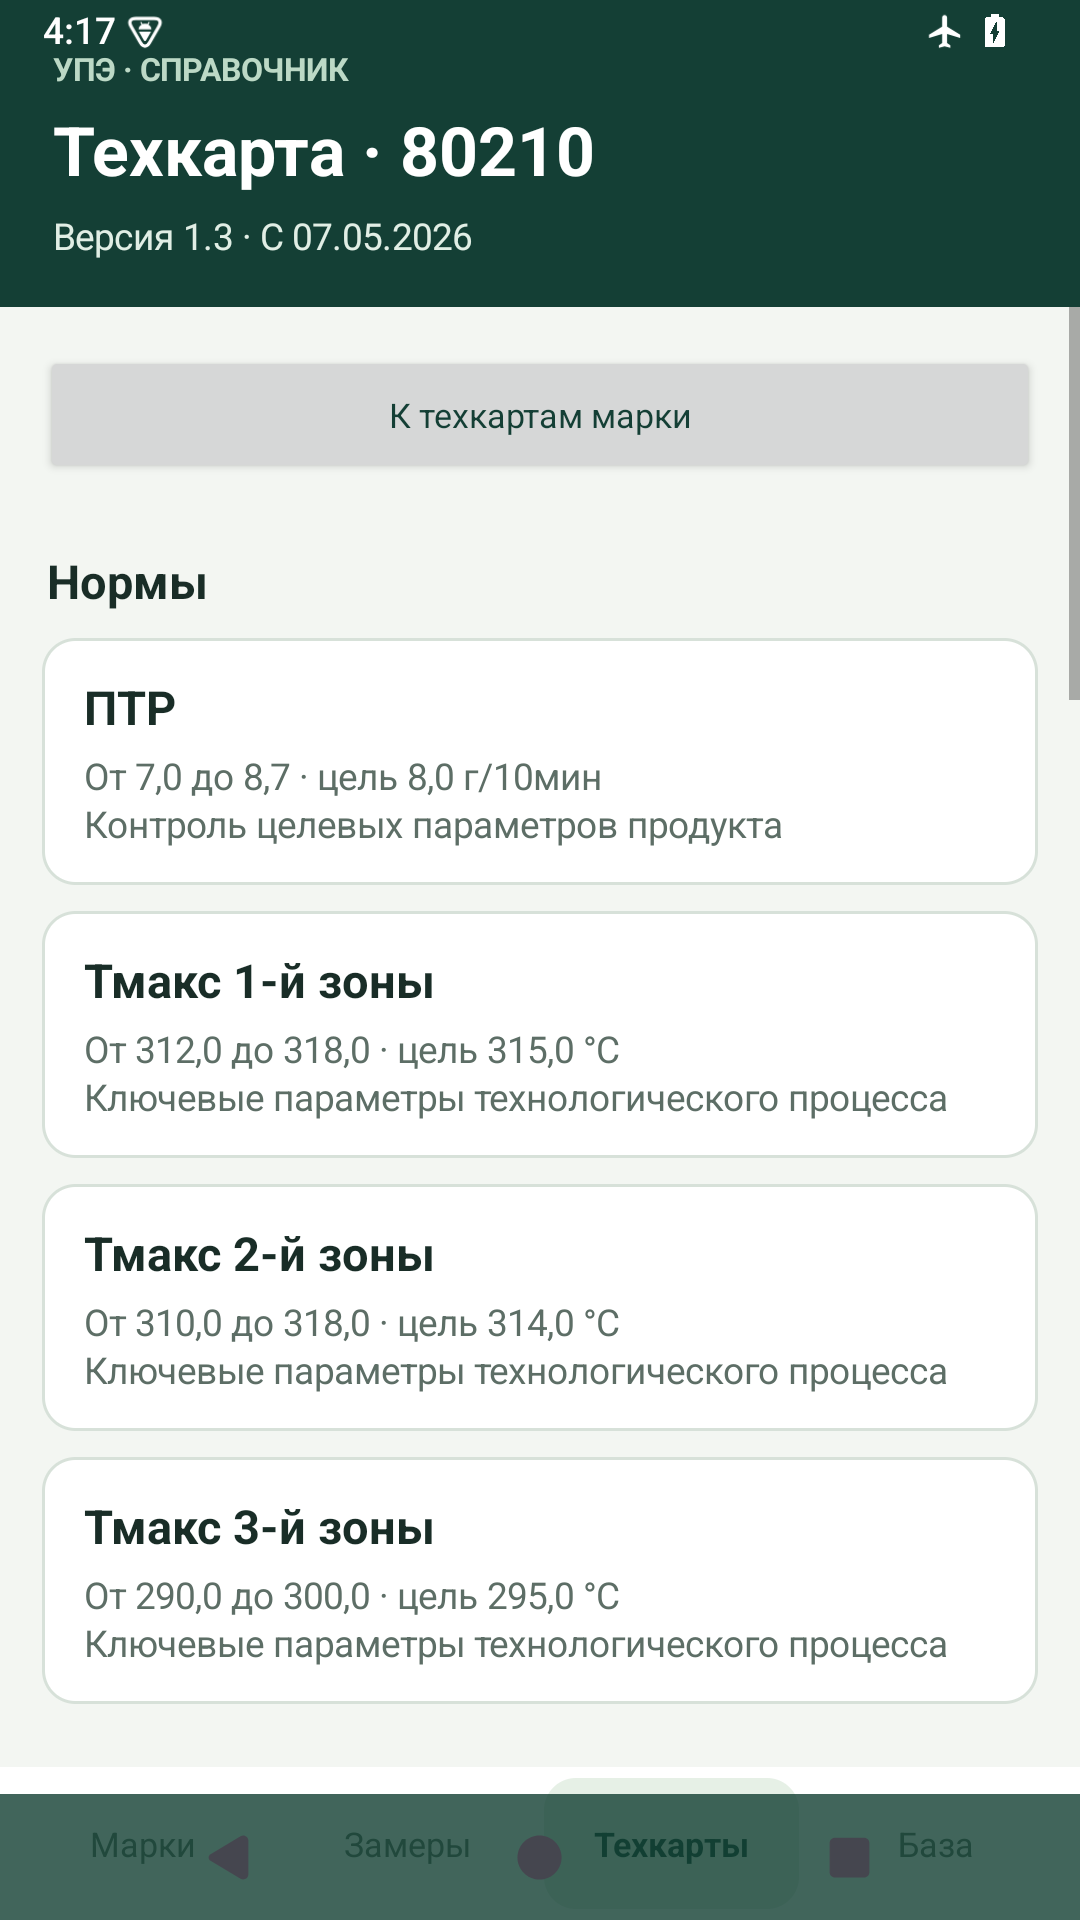 4:17
УПЭ · СПРАВОЧНИК
Техкарта · 80210
Версия 1.3 · С 07.05.2026
К техкартам марки
Нормы
ПТР
От 7,0 до 8,7 · цель 8,0 г/10мин
Контроль целевых параметров продукта
Тмакс 1-й зоны
От 312,0 до 318,0 · цель 315,0 °C
Ключевые параметры технологического процесса
Тмакс 2-й зоны
От 310,0 до 318,0 · цель 314,0 °C
Ключевые параметры технологического процесса
Тмакс 3-й зоны
От 290,0 до 300,0 · цель 295,0 °C
Ключевые параметры технологического процесса
Марки Замеры Техкарты База